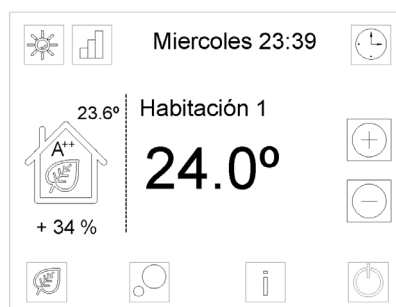 Miercoles 23:39
23.6º
Habitación 1
A++
24.0º
+ 34 %
i